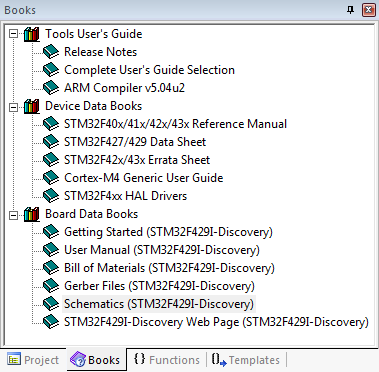 Books
Tools User's Guide
Release Notes
Complete User's Guide Selection
ARM Compiler v5.04u2
Device Data Books
STM32F40x/41x/42x/43x Reference Manual
STM32F427/429 Data Sheet
STM32F42x/43x Errata Sheet
Cortex-M4 Generic User Guide
STM32F4xx HAL Drivers
Board Data Books
Getting Started (STM32F429I-Discovery)
User Manual (STM32F429I-Discovery)
Bill of Materials (STM32F429I-Discovery)
Gerber Files (STM32F429I-Discovery)
Schematics (STM32F429I-Discovery)
STM32F429I-Discovery Web Page (STM32F429I-Discovery)
Project Books {} Functions Templates